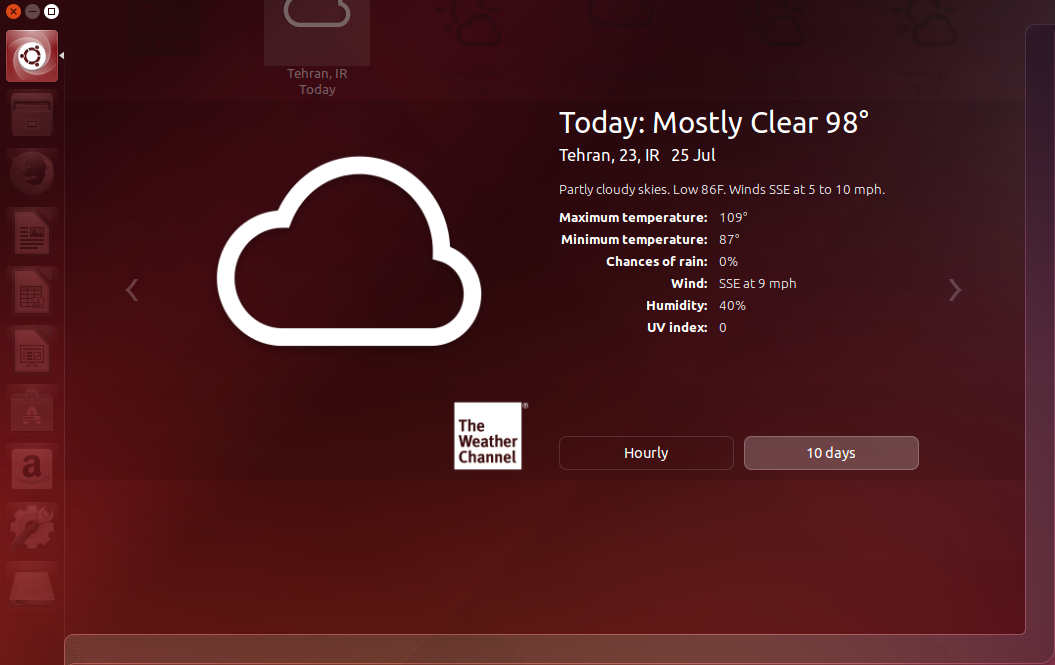 Tehran, IR
Today
Monday
Today: Mostly Clear 98°
Tehran, 23, IR 25 Jul
Partly cloudy skies. Low 86F. Winds SSE at 5 to 10 mph.
Maximum temperature: 109°
Minimum temperature: 87°
Chances of rain: 0%
Wind: SSE at 9 mph
Humidity: 40%
UV index: 0
The
Weather
Channel
Hourly
10 days